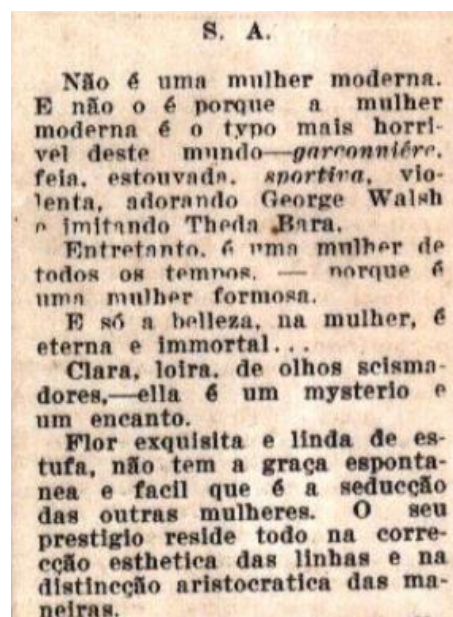 S. A.
Não é uma mulher moderna.
E não o é porque a mulher
moderna é o typo mais horri-
vel deste mundo—garçonniére,
feia, estouvada, sportiva, vio-
lenta, adorando George Walsh
e imitando Theda Bara.
Entretanto, é uma mulher de
todos os tempos, — porque é
uma mulher formosa.
E só a belleza, na mulher, é
eterna e immortal...
Clara, loira, de olhos scisma-
dores,—ella é um mysterio e
um encanto.
Flor exquisita e linda de es-
tufa, não tem a graça esponta-
nea e facil que é a seducção
das outras mulheres. O seu
prestigio reside todo na corre-
cção esthetica das linhas e na
distincção aristocratica das ma-
neiras.